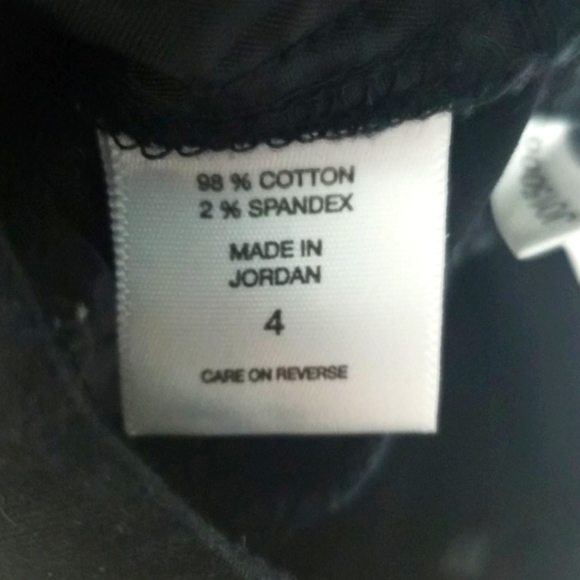 98 % COTTON
2 % SPANDEX
MADE IN
JORDAN
4
CARE ON REVERSE